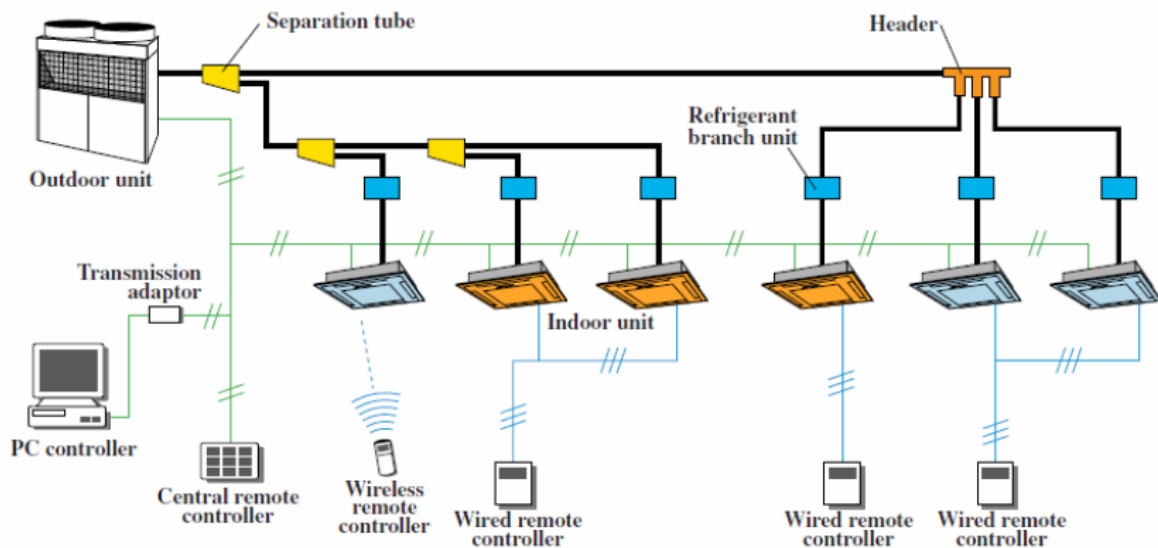 Separation tube
Header
Refrigerant
branch unit
Outdoor unit
Transmission
adaptor
Indoor unit
PC controller
Central remote
controller
Wireless
remote
controller
Wired remote
controller
Wired remote
controller
Wired remote
controller